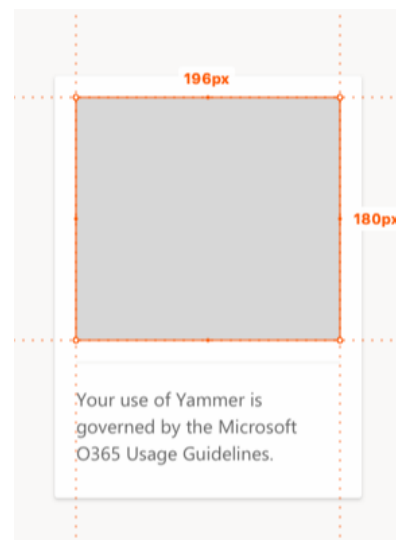 196px
180px
Your use of Yammer is
governed by the Microsoft
O365 Usage Guidelines.